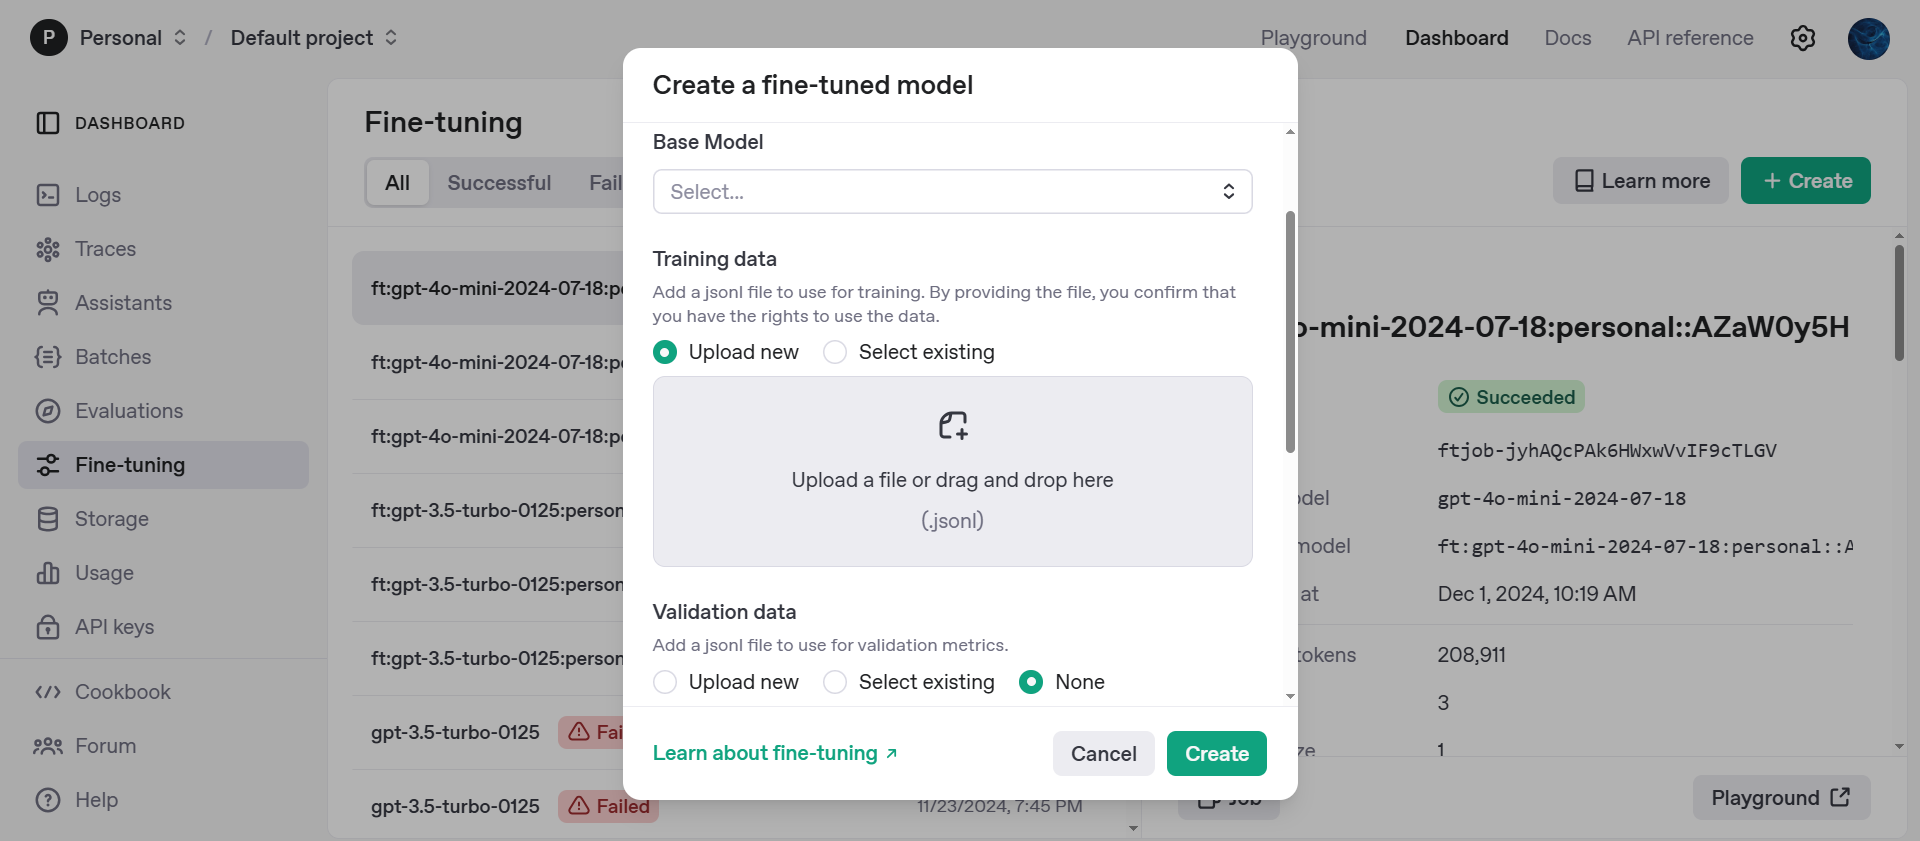 P Personal / Default project
Playground Dashboard Docs API reference
DASHBOARD
Logs
Traces
Assistants
Batches
Evaluations
Fine-tuning
Storage
Usage
API keys
Cookbook
Forum
Help
Fine-tuning
All Successful Fail
Learn more + Create
ft:gpt-4o-mini-2024-07-18:pe
ft:gpt-4o-mini-2024-07-18:pe
ft:gpt-4o-mini-2024-07-18:pe
ft:gpt-3.5-turbo-0125:person
ft:gpt-3.5-turbo-0125:person
ft:gpt-3.5-turbo-0125:person
gpt-3.5-turbo-0125 Fai
gpt-3.5-turbo-0125 Failed 11/23/2024, 7:45 PM
Create a fine-tuned model
Base Model
Select...
Training data
Add a jsonl file to use for training. By providing the file, you confirm that
you have the rights to use the data.
Upload new Select existing
Upload a file or drag and drop here
(.jsonl)
Validation data
Add a jsonl file to use for validation metrics.
Upload new Select existing None
Learn about fine-tuning ↗
Cancel Create
o-mini-2024-07-18:personal::AZaW0y5H
Succeeded
ftjob-jyhAQcPAk6HWxwVvIF9cTLGV
odel gpt-4o-mini-2024-07-18
model ft:gpt-4o-mini-2024-07-18:personal::A
at Dec 1, 2024, 10:19 AM
tokens 208,911
3
ze 1
Job
Playground